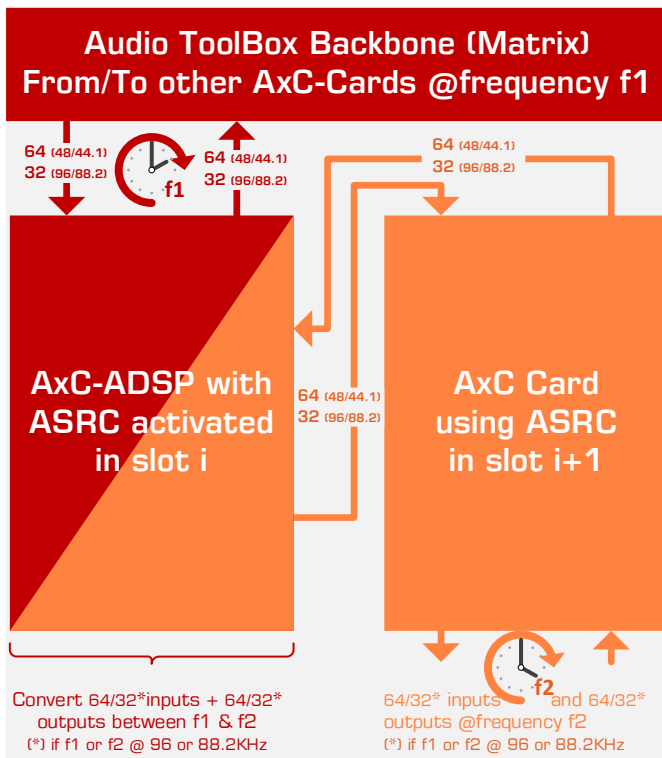 Audio ToolBox Backbone (Matrix)
From/To other AxC-Cards @frequency f1
64 (48/44.1)
32 (96/88.2)
f1
64 (48/44.1)
32 (96/88.2)
64 (48/44.1)
32 (96/88.2)
AxC-ADSP with
ASRC activated
in slot i
64 (48/44.1)
32 (96/88.2)
AxC Card
using ASRC
in slot i+1
Convert 64/32*inputs + 64/32*
outputs between f1 & f2
(*) if f1 or f2 @ 96 or 88.2KHz
f2
64/32* inputs and 64/32*
outputs @frequency f2
(*) if f1 or f2 @ 96 or 88.2KHz